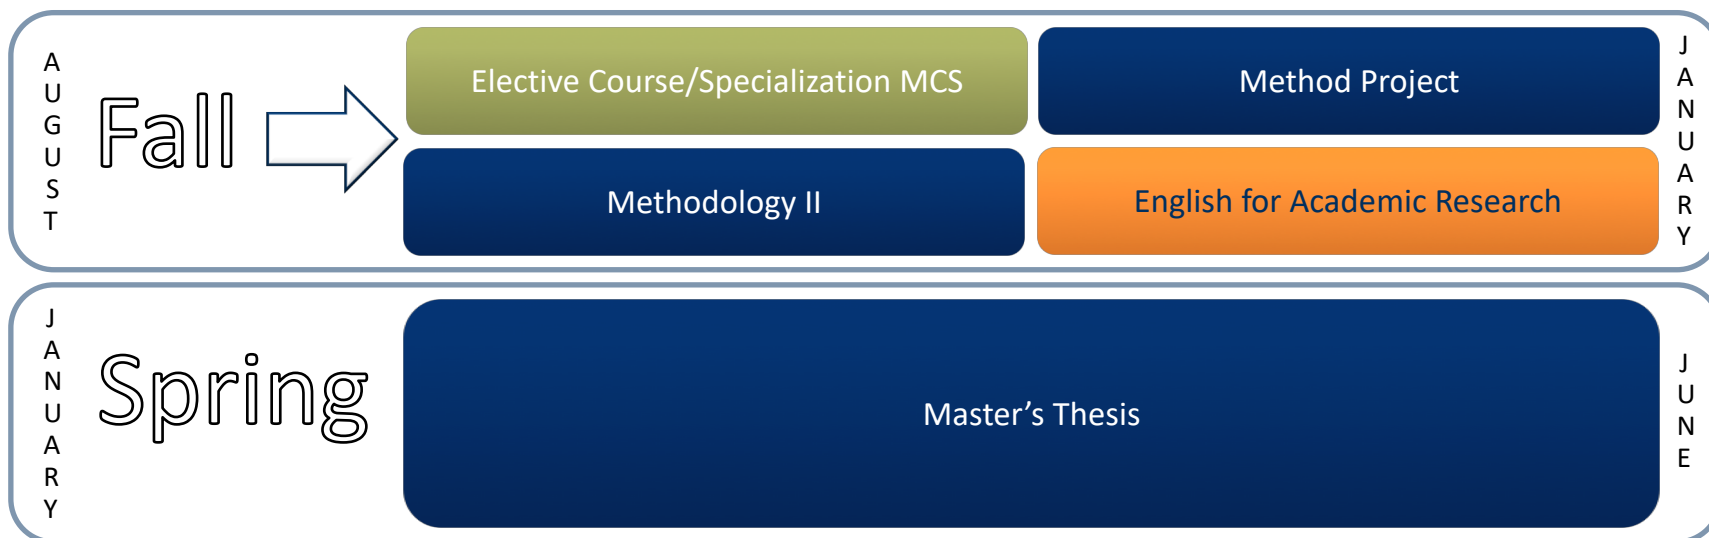 AUGUST
Fall
Elective Course/Specialization MCS
Method Project
Methodology II
English for Academic Research
JANUARY
JANUARY
Spring
Master’s Thesis
JUNE